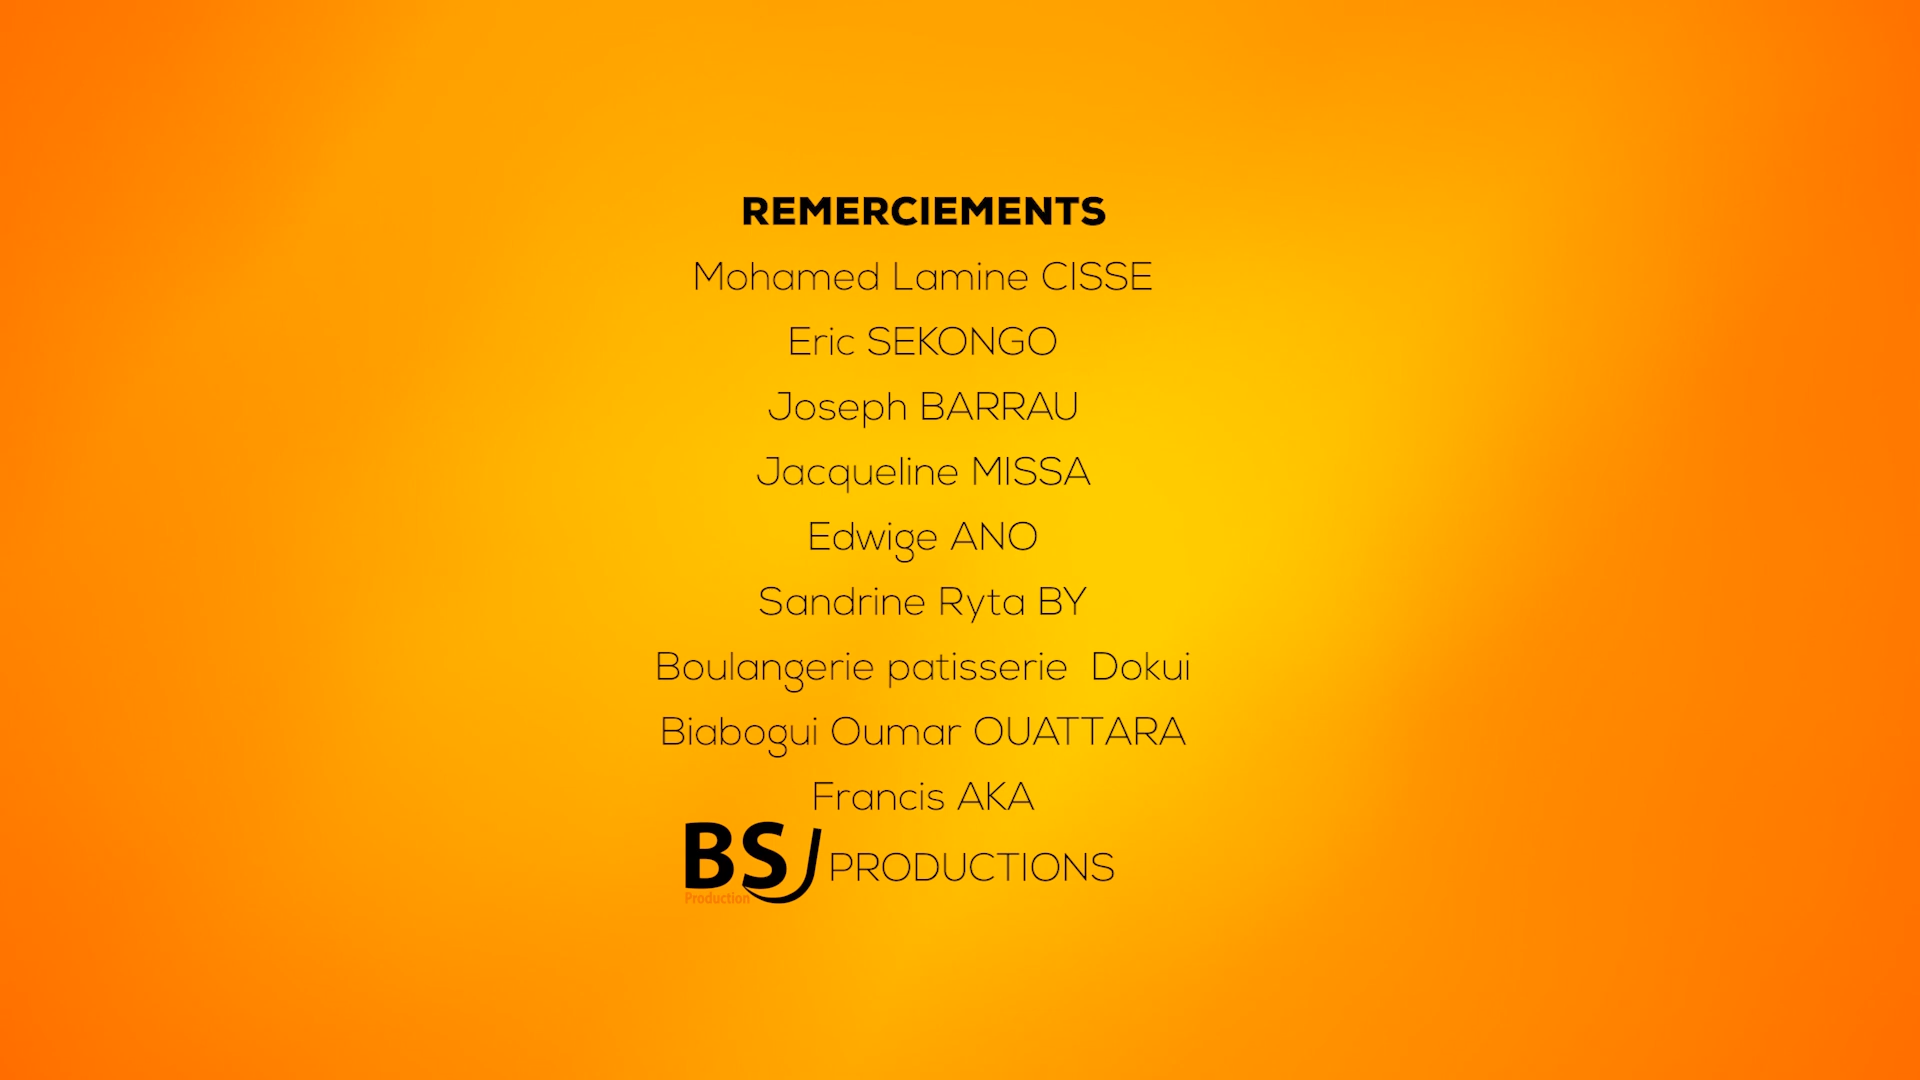 REMERCIEMENTS
Mohamed Lamine CISSE
Eric SEKONGO
Joseph BARRAU
Jacqueline MISSA
Edwige ANO
Sandrine Ryta BY
Boulangerie patisserie  Dokui
Biabogui Oumar OUATTARA
Francis AKA
BSJ PRODUCTIONS
Production